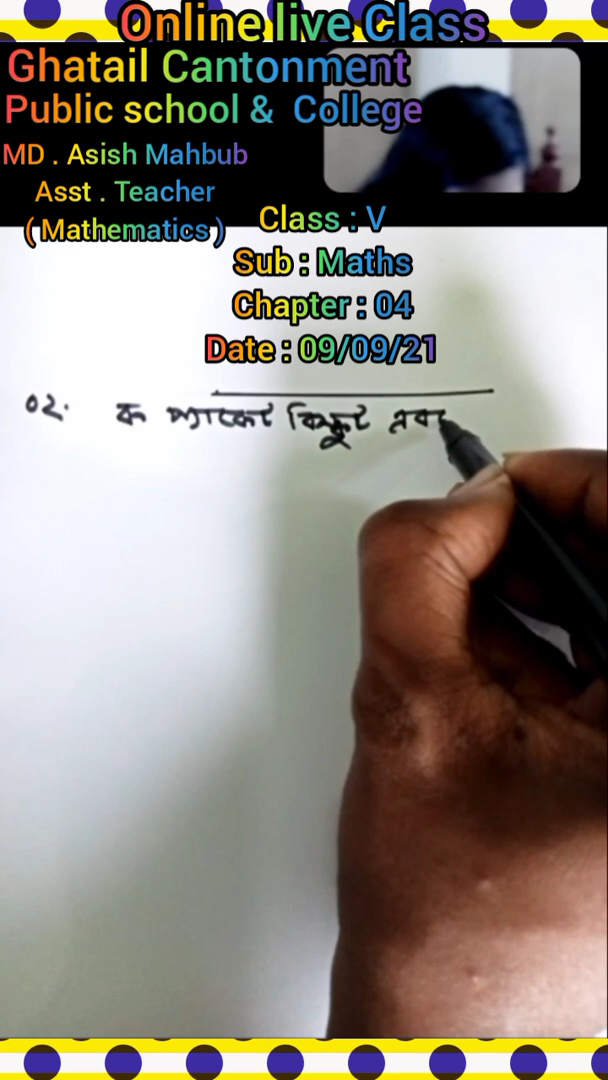 Online live Class
Ghatail Cantonment
Public school & College
MD . Asish Mahbub
Asst . Teacher
( Mathematics )
Class : V
Sub : Maths
Chapter : 04
Date : 09/09/21
০২. ক প্যাকেট বিস্কুট এবং